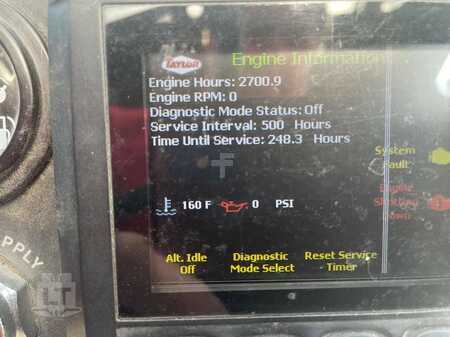 TAYLOR
Engine Information
Engine Hours: 2700.9
Engine RPM: 0
Diagnostic Mode Status: Off
Service Interval: 500 Hours
Time Until Service: 248.3 Hours
System
Fault
Engine
Shutting
Down
160 F 0 PSI
Alt. Idle
Off
Diagnostic
Mode Select
Reset Service
Timer